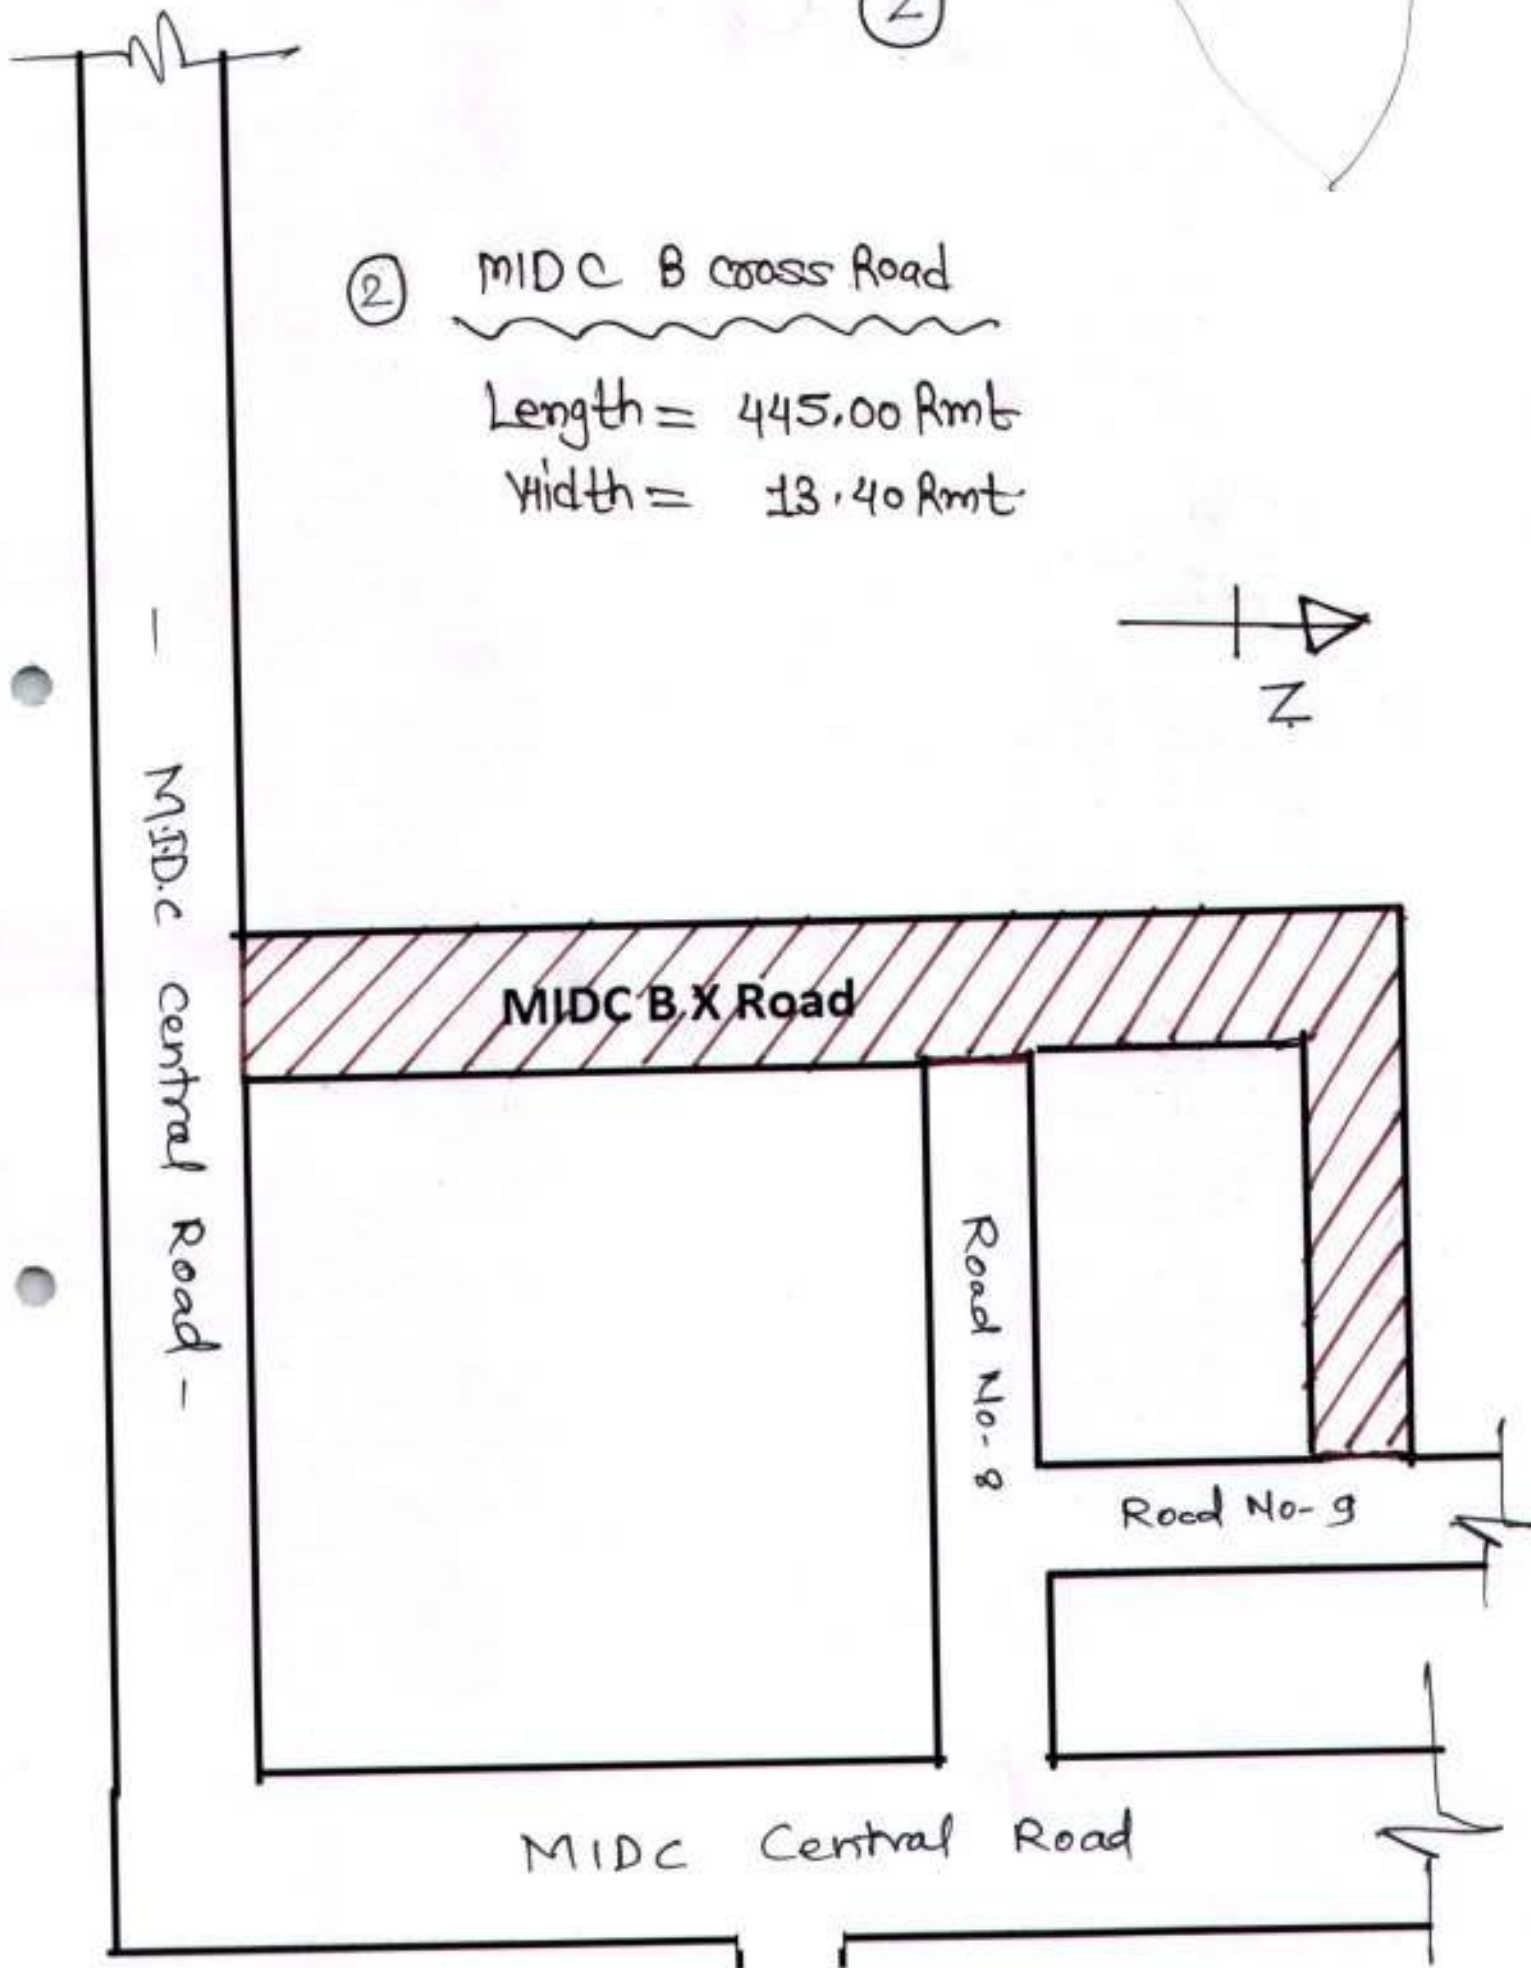 2
② MIDC B cross Road
Length = 445.00 Rmt
Width = 13.40 Rmt
N
- M.I.D.C central Road -
MIDC B.X Road
Road No-8
Road No-9
MIDC Central Road